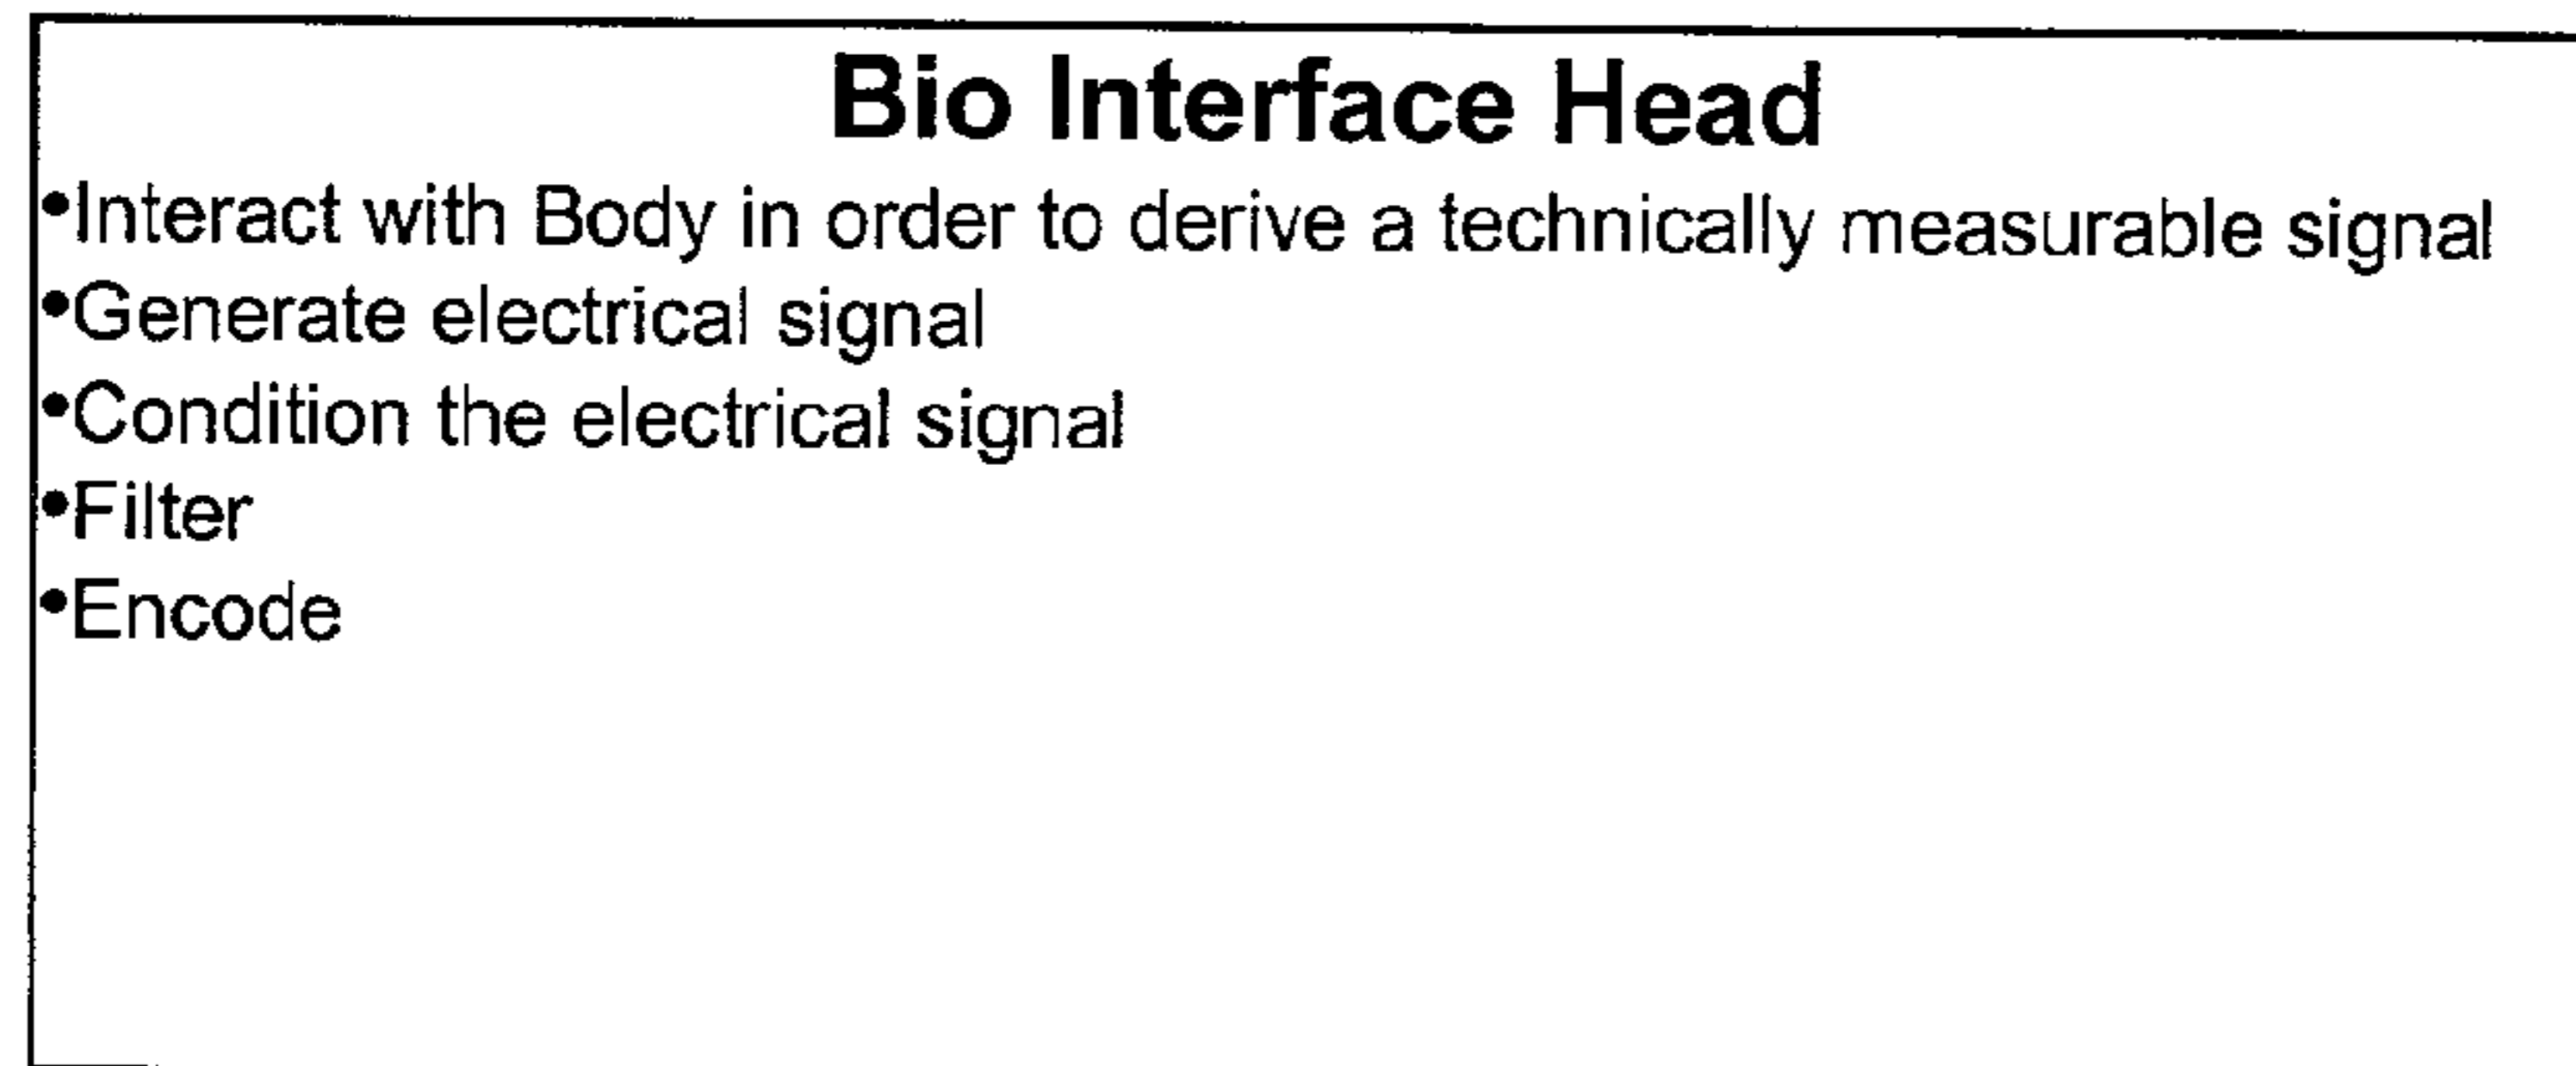 Bio Interface Head
•Interact with Body in order to derive a technically measurable signal
•Generate electrical signal
•Condition the electrical signal
•Filter
•Encode